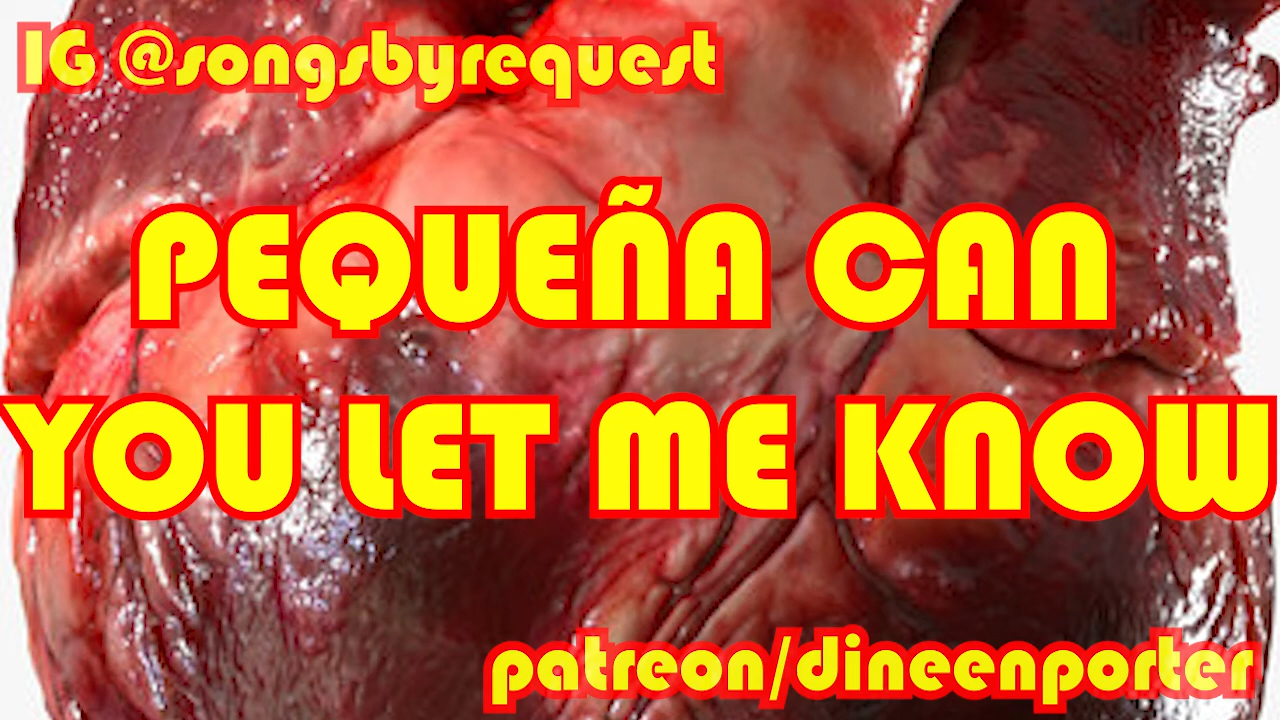 IG @songsbyrequest
PEQUEÑA CAN
YOU LET ME KNOW
patreon/dineenporter